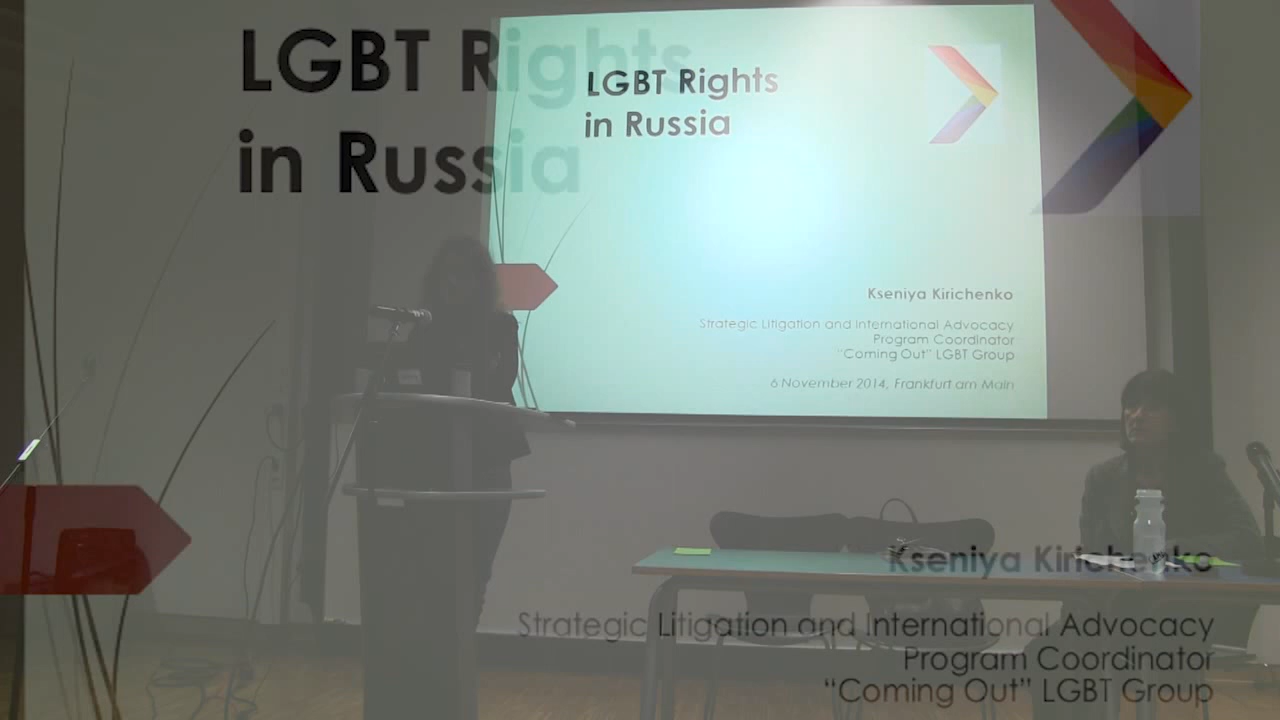 LGBT Rights
in Russia
LGBT Rights
in Russia
Kseniya Kirichenko
Strategic Litigation and International Advocacy
Program Coordinator
"Coming Out" LGBT Group
6 November 2014, Frankfurt am Main
Kseniya Kirichenko
Strategic Litigation and International Advocacy
Program Coordinator
“Coming Out” LGBT Group